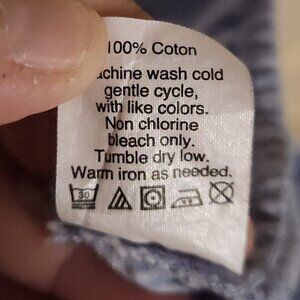 100% Coton
achine wash cold
gentle cycle,
with like colors.
Non chlorine
bleach only.
Tumble dry low.
Warm iron as needed.
30